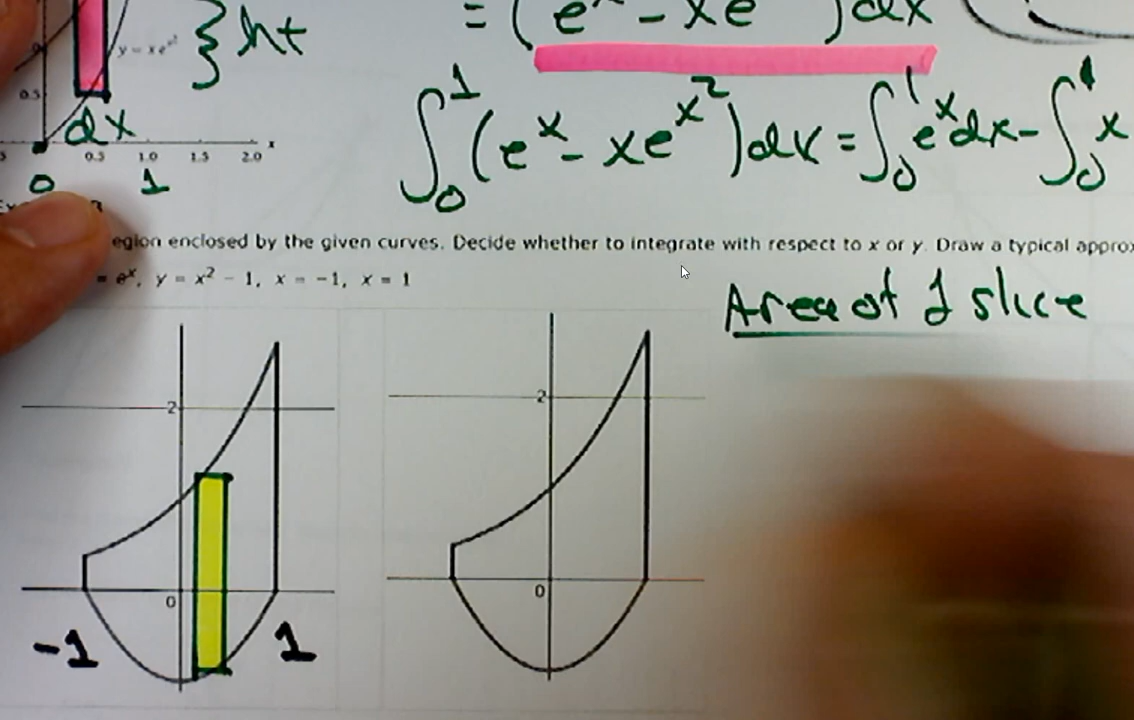 = (e^x - xe )dx
y = xe^x²
} ht
0.5
dx
0.5 1.0 1.5 2.0 x
0 1
∫₀¹ (e^x - xe^x²)dx = ∫₀¹ e^x dx - ∫₀¹ x
egion enclosed by the given curves. Decide whether to integrate with respect to x or y. Draw a typical approx
= e^x, y = x² - 1, x = -1, x = 1
Area of 1 slice
2
0
-1 1
2
0